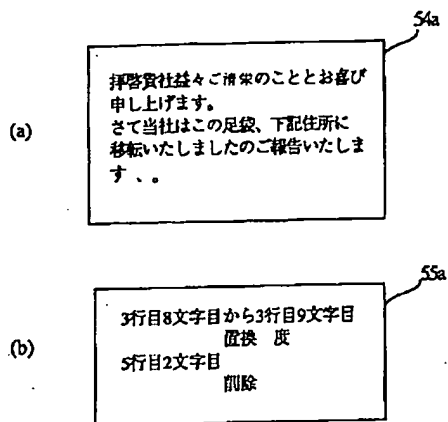 54a
(a)
拝啓貴社益々ご清栄のこととお喜び
申し上げます。
さて当社はこの足袋、下記住所に
移転いたしましたのご報告いたしま
す 、。
55a
(b)
3行目8文字目から3行目9文字目
置換 度
5行目2文字目
削除